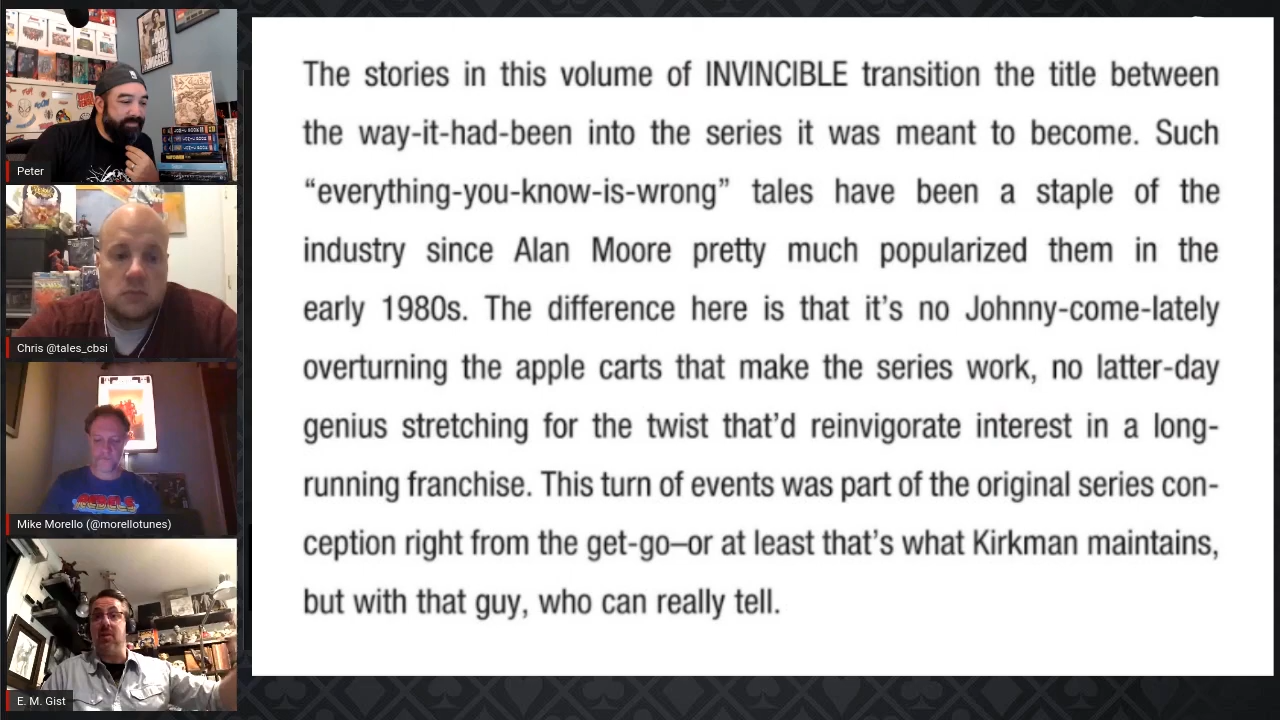 The stories in this volume of INVINCIBLE transition the title between
the way-it-had-been into the series it was meant to become. Such
“everything-you-know-is-wrong” tales have been a staple of the
industry since Alan Moore pretty much popularized them in the
early 1980s. The difference here is that it’s no Johnny-come-lately
overturning the apple carts that make the series work, no latter-day
genius stretching for the twist that’d reinvigorate interest in a long-
running franchise. This turn of events was part of the original series con-
ception right from the get-go–or at least that’s what Kirkman maintains,
but with that guy, who can really tell.
Peter
Chris @tales_cbsi
REBELS
Mike Morello (@morellotunes)
E. M. Gist